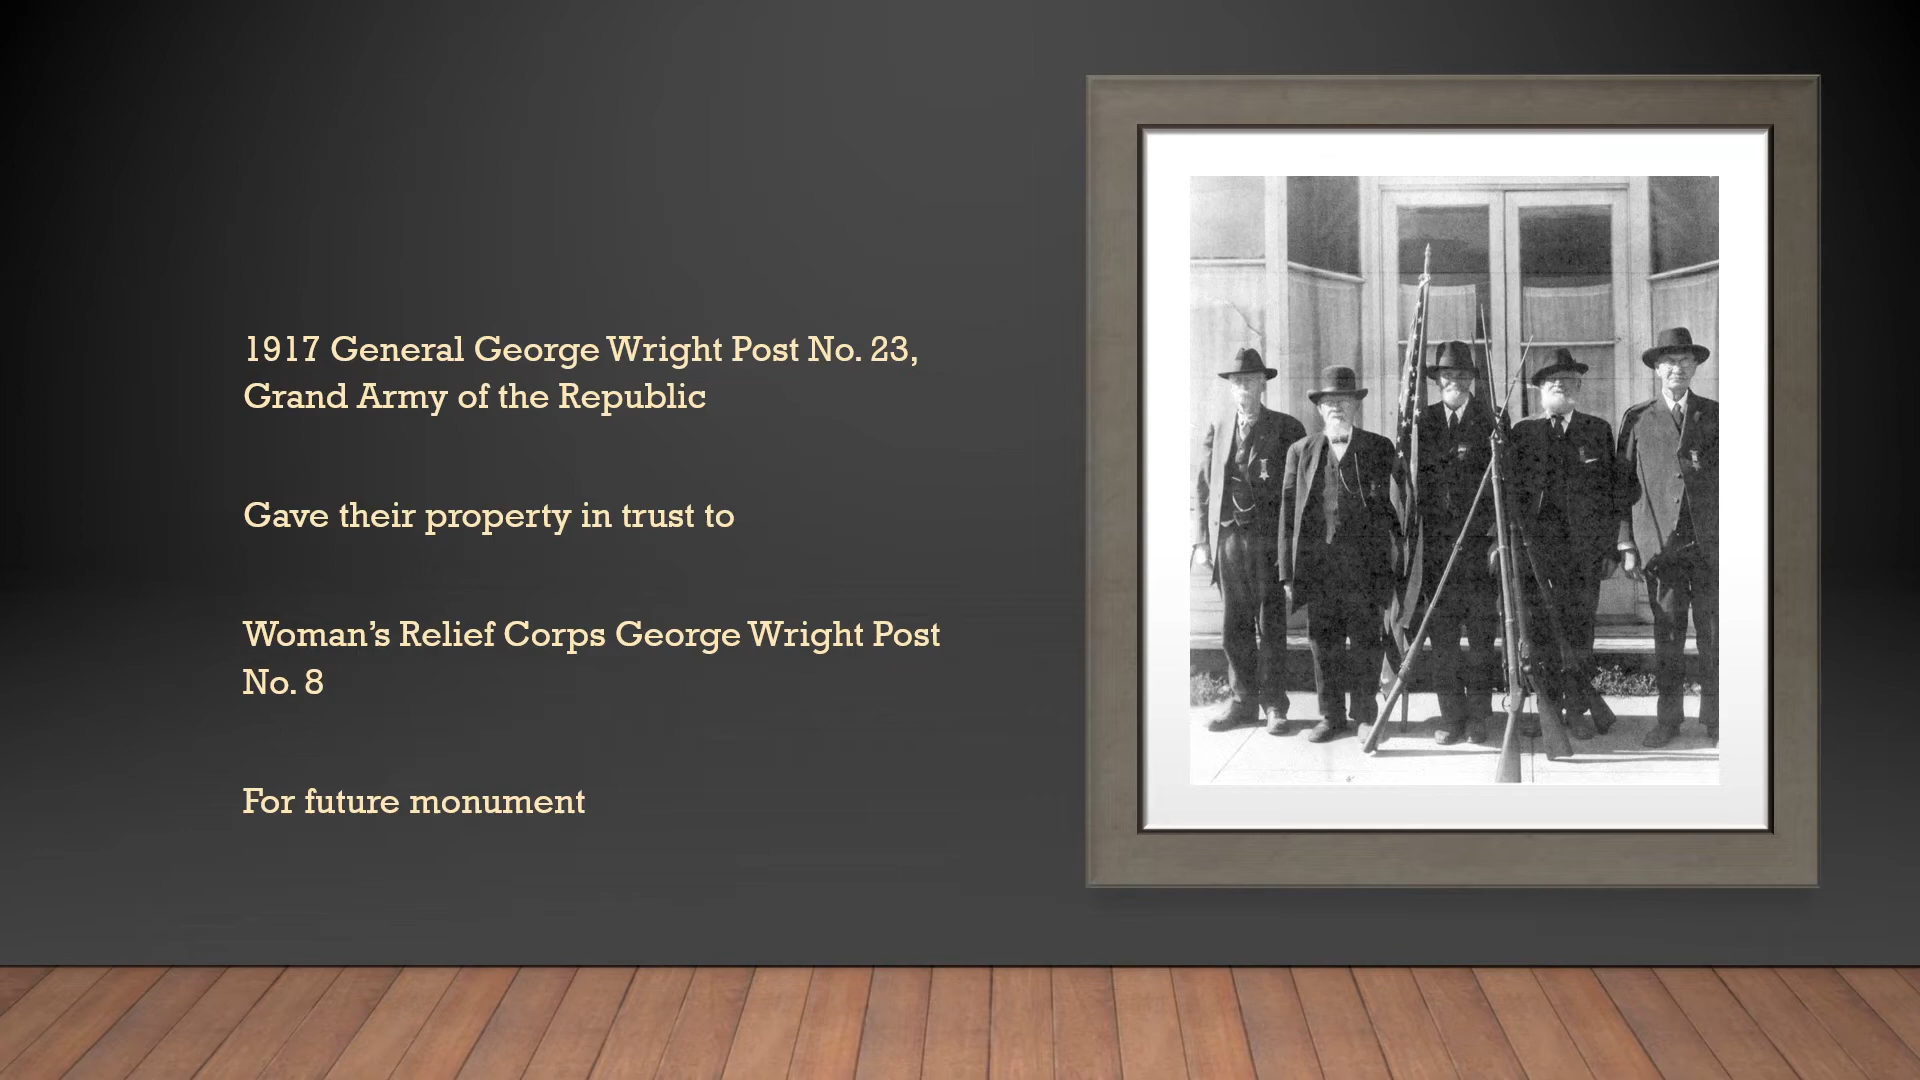 1917 General George Wright Post No. 23,
Grand Army of the Republic
Gave their property in trust to
Woman’s Relief Corps George Wright Post
No. 8
For future monument